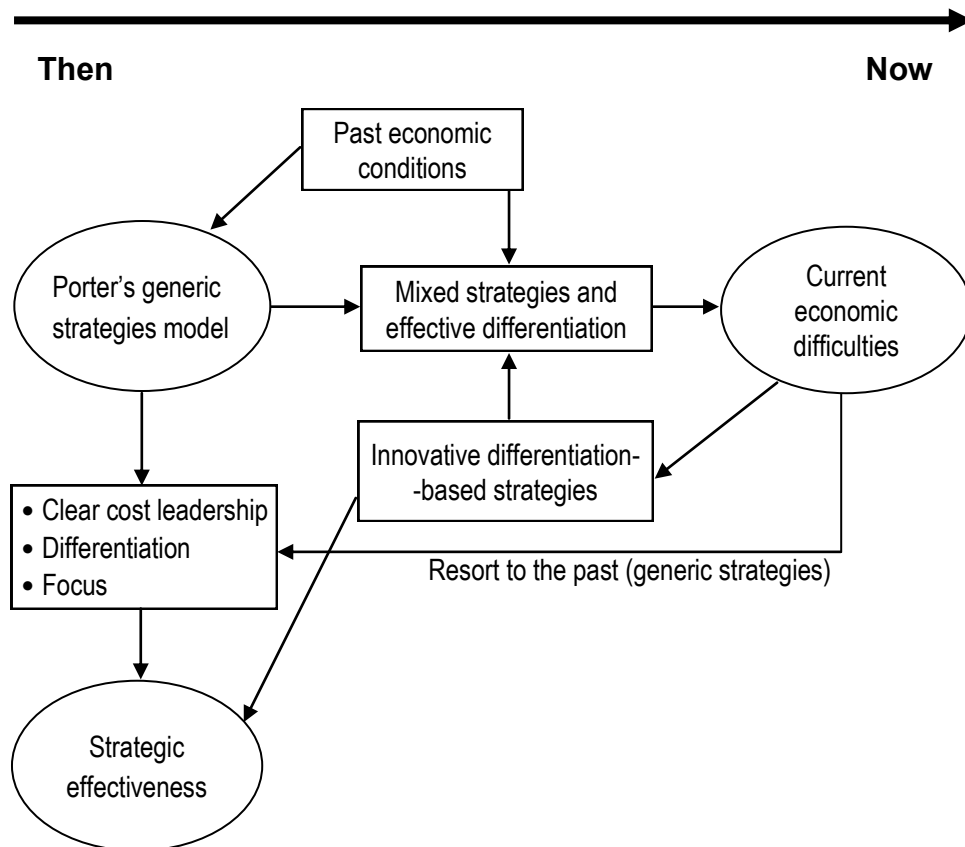 Then
Now
Past economic
conditions
Porter's generic
strategies model
Mixed strategies and
effective differentiation
Current
economic
difficulties
Innovative differentiation-
-based strategies
• Clear cost leadership
• Differentiation
• Focus
Resort to the past (generic strategies)
Strategic
effectiveness